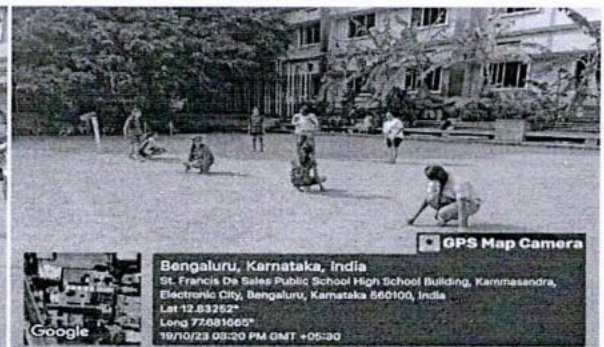 GPS Map Camera
Bengaluru, Karnataka, India
St. Francis De Sales Public School High School Building, Kammasandra,
Electronic City, Bengaluru, Karnataka 560100, India
Lat 12.83252°
Long 77.681665°
19/10/23 03:20 PM GMT +05:30
Google